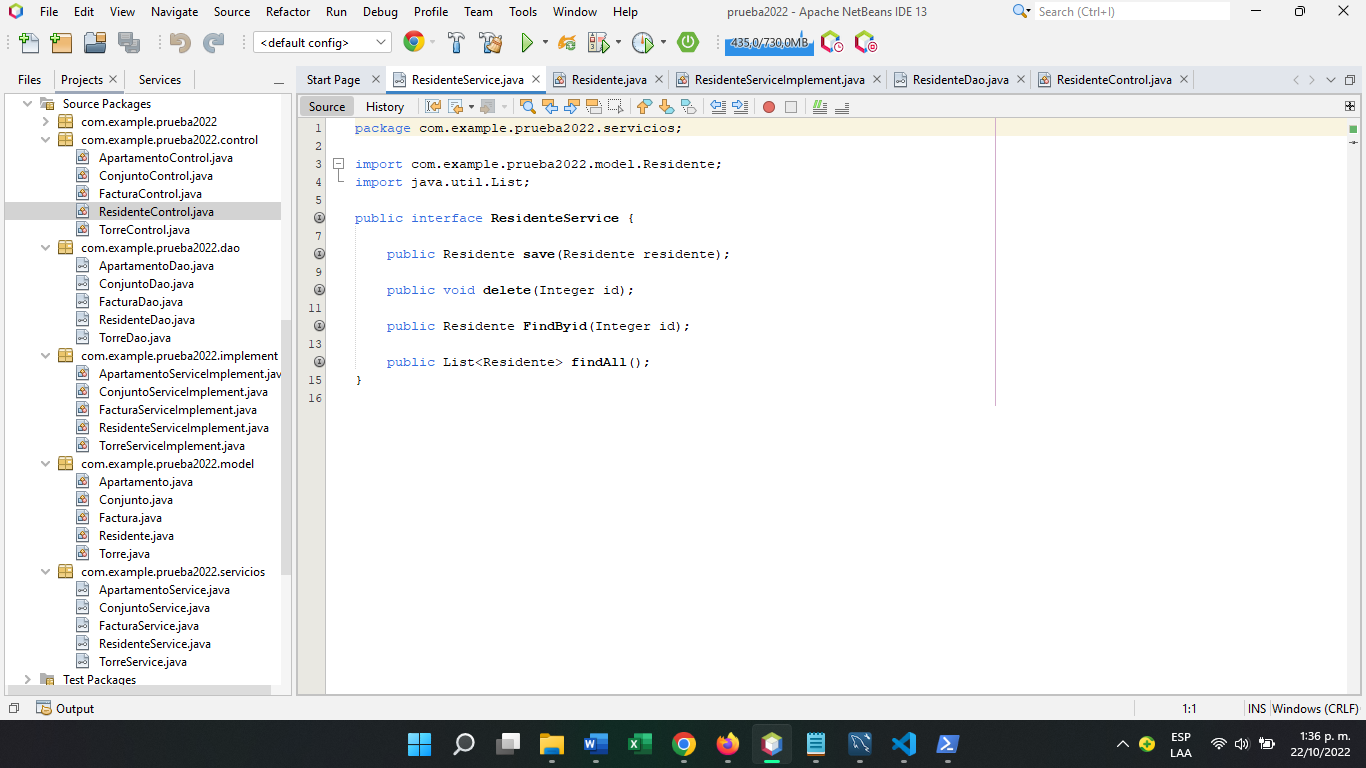 File Edit View Navigate Source Refactor Run Debug Profile Team Tools Window Help prueba2022 - Apache NetBeans IDE 13 Search (Ctrl+I)
<default config> 435,0/730,0MB
Files Projects Services
Start Page ResidenteService.java Residente.java ResidenteServiceImplement.java ResidenteDao.java ResidenteControl.java
Source History
Source Packages
com.example.prueba2022
com.example.prueba2022.control
ApartamentoControl.java
ConjuntoControl.java
FacturaControl.java
ResidenteControl.java
TorreControl.java
com.example.prueba2022.dao
ApartamentoDao.java
ConjuntoDao.java
FacturaDao.java
ResidenteDao.java
TorreDao.java
com.example.prueba2022.implement
ApartamentoServiceImplement.jav
ConjuntoServiceImplement.java
FacturaServiceImplement.java
ResidenteServiceImplement.java
TorreServiceImplement.java
com.example.prueba2022.model
Apartamento.java
Conjunto.java
Factura.java
Residente.java
Torre.java
com.example.prueba2022.servicios
ApartamentoService.java
ConjuntoService.java
FacturaService.java
ResidenteService.java
TorreService.java
Test Packages
1 package com.example.prueba2022.servicios;
2
3 import com.example.prueba2022.model.Residente;
4 import java.util.List;
5
public interface ResidenteService {
7
public Residente save(Residente residente);
9
public void delete(Integer id);
11
public Residente FindByid(Integer id);
13
public List<Residente> findAll();
15 }
16
Output
1:1 INS Windows (CRLF)
ESP
LAA
1:36 p. m.
22/10/2022